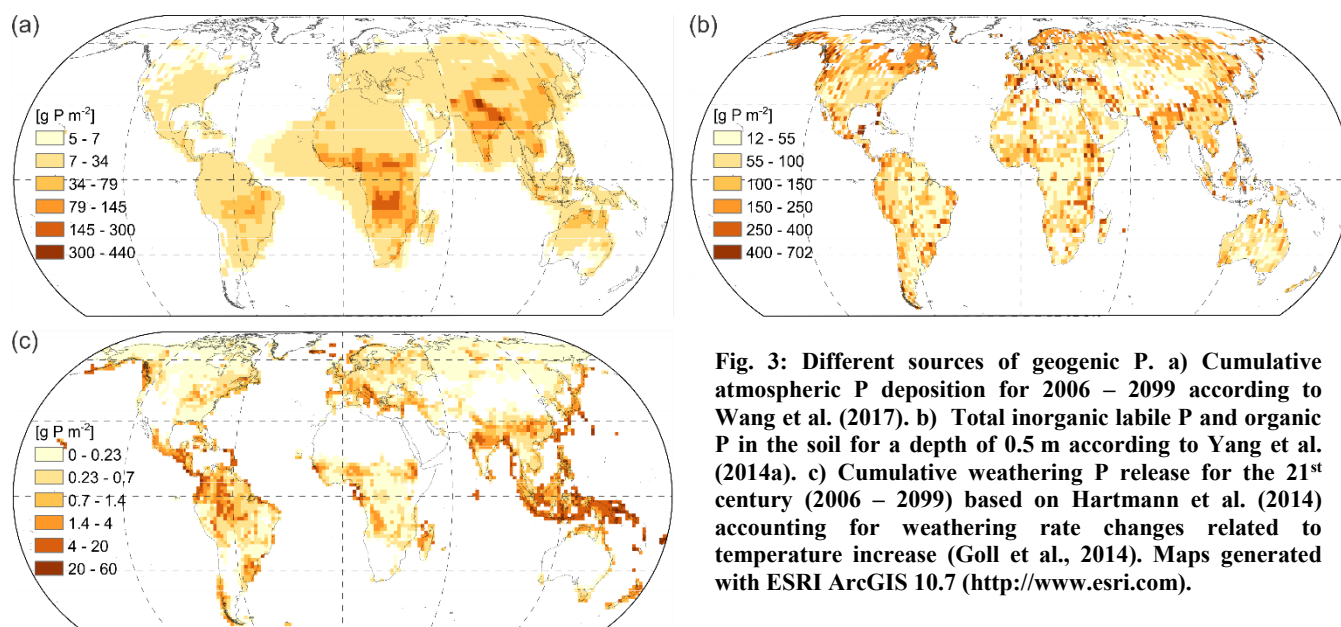 (a)
[g P m⁻²]
5 - 7
7 - 34
34 - 79
79 - 145
145 - 300
300 - 440
(b)
[g P m⁻²]
12 - 55
55 - 100
100 - 150
150 - 250
250 - 400
400 - 702
(c)
[g P m⁻²]
0 - 0.23
0.23 - 0.7
0.7 - 1.4
1.4 - 4
4 - 20
20 - 60
Fig. 3: Different sources of geogenic P. a) Cumulative
atmospheric P deposition for 2006 – 2099 according to
Wang et al. (2017). b) Total inorganic labile P and organic
P in the soil for a depth of 0.5 m according to Yang et al.
(2014a). c) Cumulative weathering P release for the 21st
century (2006 – 2099) based on Hartmann et al. (2014)
accounting for weathering rate changes related to
temperature increase (Goll et al., 2014). Maps generated
with ESRI ArcGIS 10.7 (http://www.esri.com).